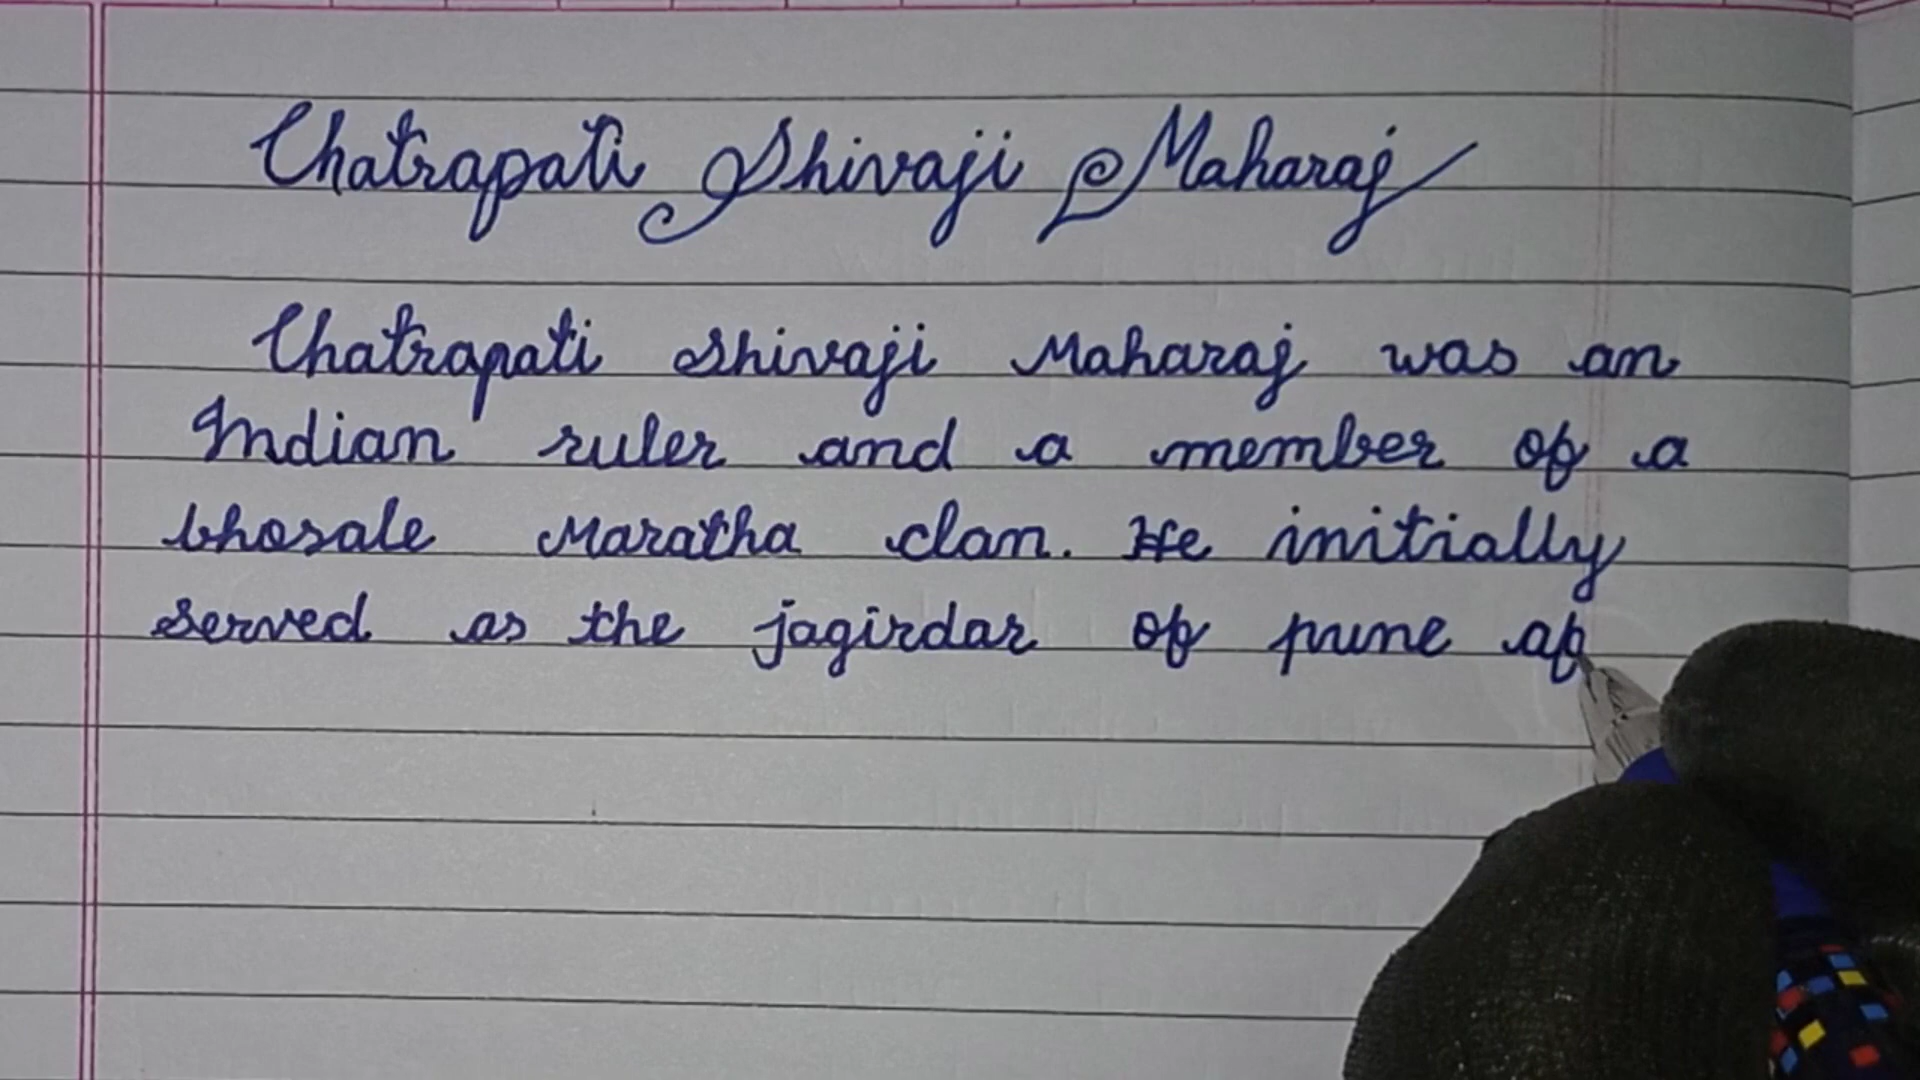 Chatrapati Shivaji Maharaj
Chatrapati Shivaji Maharaj was an
Indian ruler and a member of a
bhosale Maratha clan. He initially
served as the jagirdar of pune af